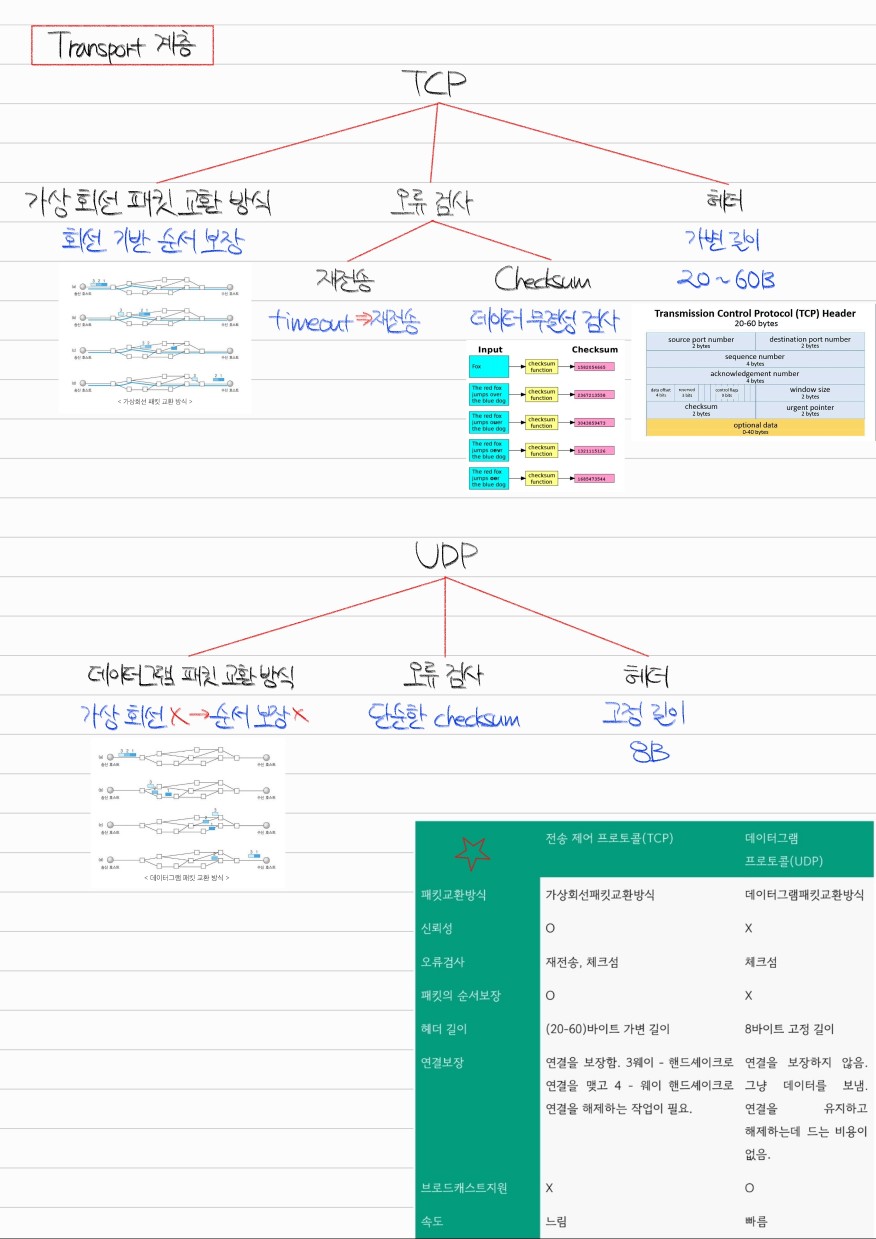 Transport 계층
TCP
가상 회선 패킷 교환 방식
회선 기반 순서 보장
< 가상회선 패킷 교환 방식 >
오류 검사
재전송
timeout ⇒ 재전송
Checksum
데이터 무결성 검사
Input Checksum
Fox
checksum function
1582054665
The red fox jumps over the blue dog
checksum function
2367213558
The red fox jumps ouer the blue dog
checksum function
3043859473
The red fox jumps oevr the blue dog
checksum function
1321115126
The red fox jumps oer the blue dog
checksum function
1685473544
헤더
가변 길이
20 ~ 60B
Transmission Control Protocol (TCP) Header
20-60 bytes
source port number
2 bytes
destination port number
2 bytes
sequence number
4 bytes
acknowledgement number
4 bytes
data offset
4 bits
reserved
3 bits
control flags
9 bits
window size
2 bytes
checksum
2 bytes
urgent pointer
2 bytes
optional data
0-40 bytes
UDP
데이터그램 패킷 교환 방식
가상 회선 X → 순서 보장 X
< 데이터그램 패킷 교환 방식 >
오류 검사
단순한 checksum
헤더
고정 길이
8B
전송 제어 프로토콜(TCP) 데이터그램
프로토콜(UDP)
패킷교환방식 가상회선패킷교환방식 데이터그램패킷교환방식
신뢰성 O X
오류검사 재전송, 체크섬 체크섬
패킷의 순서보장 O X
헤더 길이 (20-60)바이트 가변 길이 8바이트 고정 길이
연결보장 연결을 보장함. 3웨이 - 핸드셰이크로 연결을 보장하지 않음.
연결을 맺고 4 - 웨이 핸드셰이크로 그냥 데이터를 보냄.
연결을 해제하는 작업이 필요. 연결을 유지하고
해제하는데 드는 비용이
없음.
브로드캐스트지원 X O
속도 느림 빠름